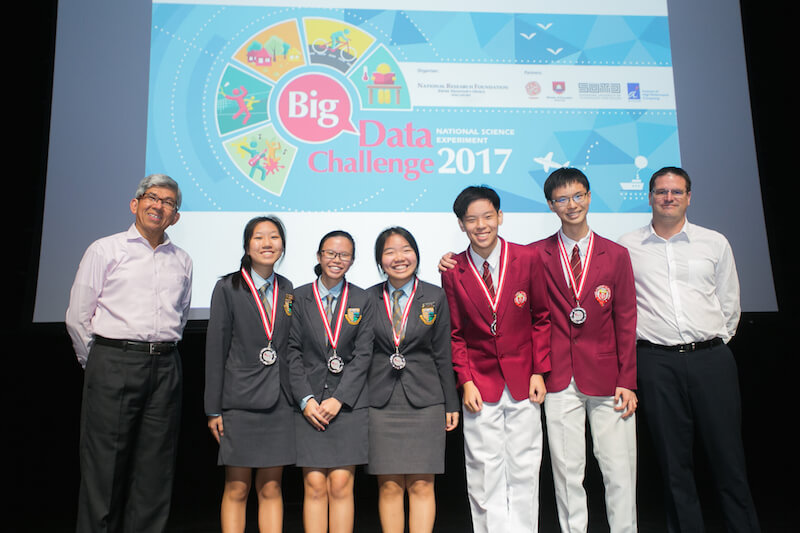 Big
Data
Challenge
NATIONAL SCIENCE
EXPERIMENT
2017
Organiser:
NATIONAL RESEARCH FOUNDATION
Partners: